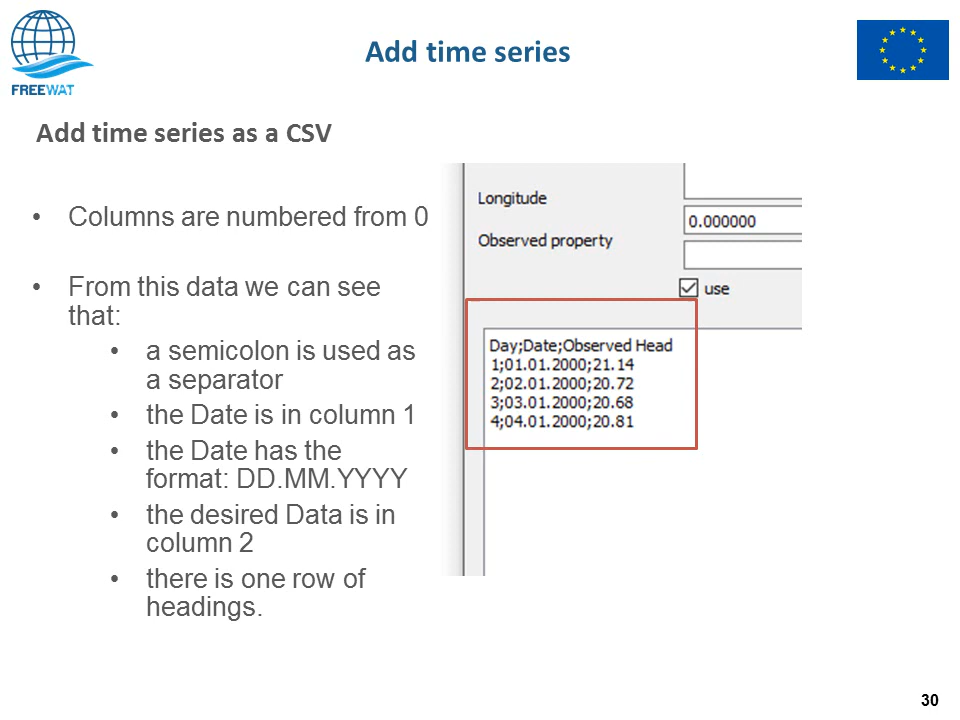 Add time series
FREEWAT
Add time series as a CSV
• Columns are numbered from 0
• From this data we can see
that:
• a semicolon is used as
a separator
• the Date is in column 1
• the Date has the
format: DD.MM.YYYY
• the desired Data is in
column 2
• there is one row of
headings.
Longitude
0.000000
Observed property
use
Day;Date;Observed Head
1;01.01.2000;21.14
2;02.01.2000;20.72
3;03.01.2000;20.68
4;04.01.2000;20.81
30